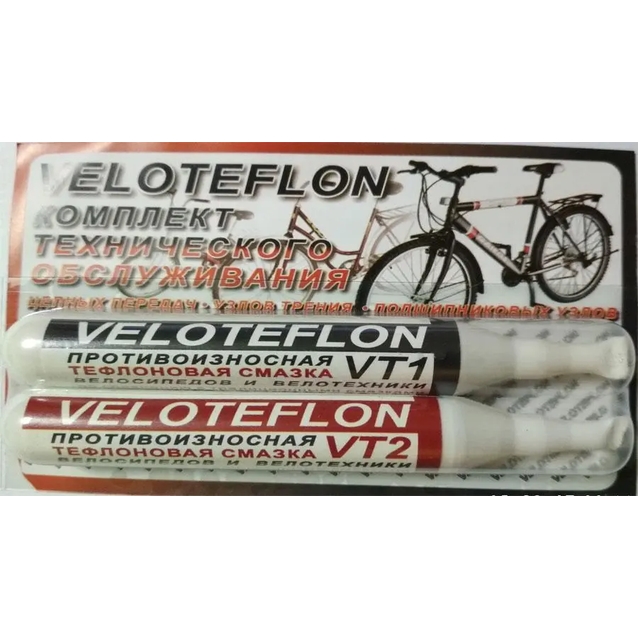 VELOTEFLON
КОМПЛЕКТ
ТЕХНИЧЕСКОГО
ОБСЛУЖИВАНИЯ
ЦЕПНЫХ ПЕРЕДАЧ · УЗЛОВ ТРЕНИЯ · ПОДШИПНИКОВЫХ УЗЛОВ
VELOTEFLON
ПРОТИВОИЗНОСНАЯ
ТЕФЛОНОВАЯ СМАЗКА VT1
ВЕЛОСИПЕДОВ И ВЕЛОТЕХНИКИ
VELOTEFLON
ПРОТИВОИЗНОСНАЯ
ТЕФЛОНОВАЯ СМАЗКА VT2
ВЕЛОСИПЕДОВ И ВЕЛОТЕХНИКИ